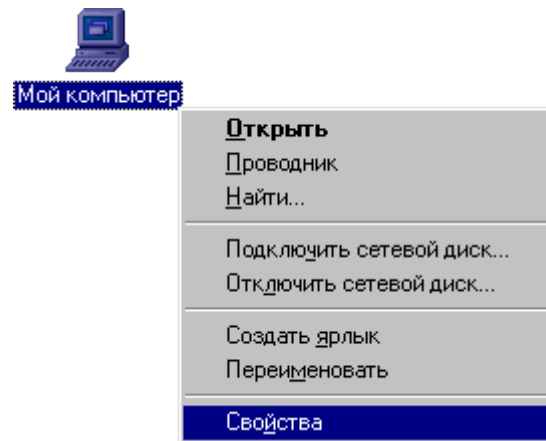 Мой компьютер
Открыть
Проводник
Найти...
Подключить сетевой диск...
Отключить сетевой диск...
Создать ярлык
Переименовать
Свойства